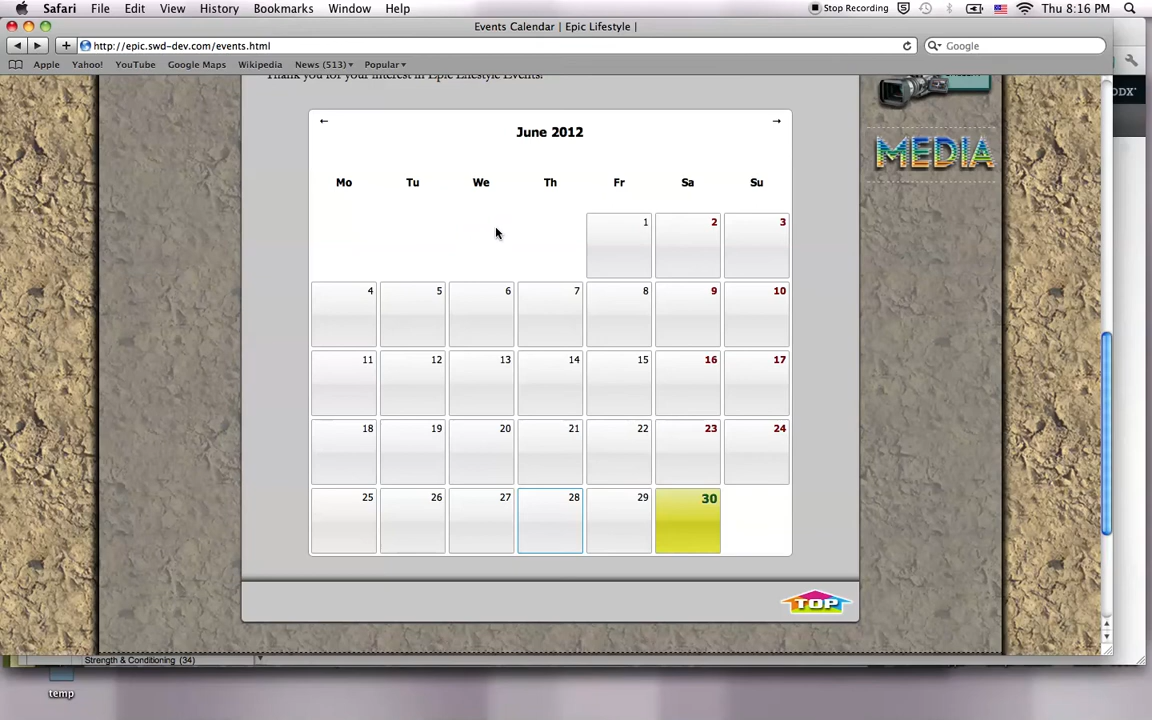 Safari File Edit View History Bookmarks Window Help Stop Recording Thu 8:16 PM
Events Calendar | Epic Lifestyle |
http://epic.swd-dev.com/events.html Google
Apple Yahoo! YouTube Google Maps Wikipedia News (513) Popular
Thank you for your interest in Epic Lifestyle Events!
← →
June 2012
MEDIA
Mo Tu We Th Fr Sa Su
1 2 3
4 5 6 7 8 9 10
11 12 13 14 15 16 17
18 19 20 21 22 23 24
25 26 27 28 29 30
TOP
Strength & Conditioning (34)
temp